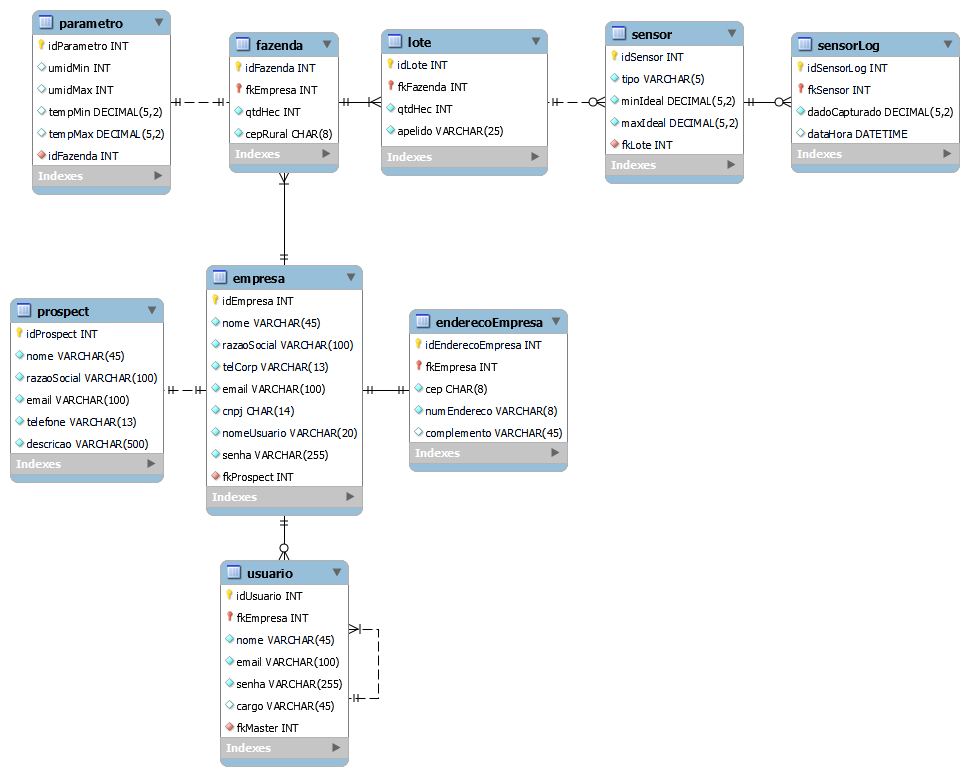 parametro
idParametro INT
umidMin INT
umidMax INT
tempMin DECIMAL(5,2)
tempMax DECIMAL(5,2)
idFazenda INT
Indexes
fazenda
idFazenda INT
fkEmpresa INT
qtdHec INT
cepRural CHAR(8)
Indexes
lote
idLote INT
fkFazenda INT
qtdHec INT
apelido VARCHAR(25)
Indexes
sensor
idSensor INT
tipo VARCHAR(5)
minIdeal DECIMAL(5,2)
maxIdeal DECIMAL(5,2)
fkLote INT
Indexes
sensorLog
idSensorLog INT
fkSensor INT
dadoCapturado DECIMAL(5,2)
dataHora DATETIME
Indexes
prospect
idProspect INT
nome VARCHAR(45)
razaoSocial VARCHAR(100)
email VARCHAR(100)
telefone VARCHAR(13)
descricao VARCHAR(500)
Indexes
empresa
idEmpresa INT
nome VARCHAR(45)
razaoSocial VARCHAR(100)
telCorp VARCHAR(13)
email VARCHAR(100)
cnpj CHAR(14)
nomeUsuario VARCHAR(20)
senha VARCHAR(255)
fkProspect INT
Indexes
enderecoEmpresa
idEnderecoEmpresa INT
fkEmpresa INT
cep CHAR(8)
numEndereco VARCHAR(8)
complemento VARCHAR(45)
Indexes
usuario
idUsuario INT
fkEmpresa INT
nome VARCHAR(45)
email VARCHAR(100)
senha VARCHAR(255)
cargo VARCHAR(45)
fkMaster INT
Indexes